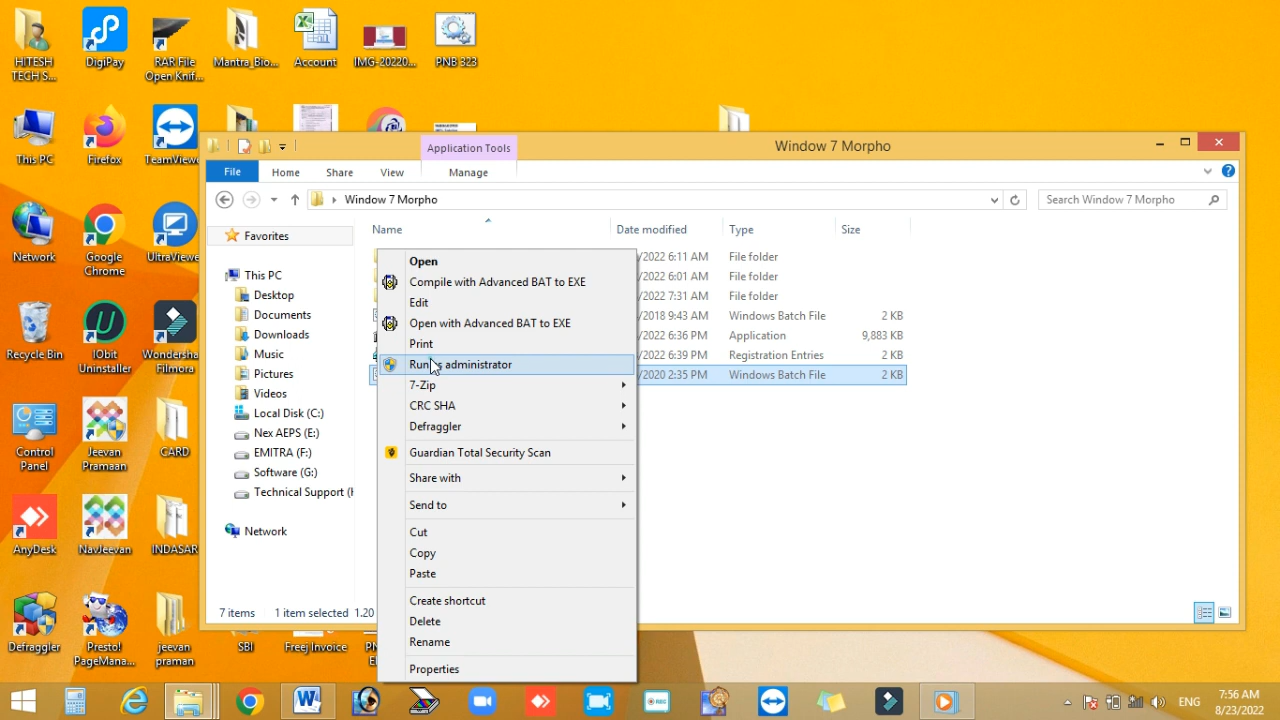 HITESH TECH S...
DigiPay
RAR File Open Knif...
Mantra_Bio...
Account
IMG-20220...
PNB 323
This PC
Firefox
TeamViewe
Network
Google Chrome
UltraViewe
Recycle Bin
IObit Uninstaller
Wondersha Filmora
Control Panel
Jeevan Pramaan
CARD
AnyDesk
NavJeevan
INDASAR
Defraggler
Presto! PageMana...
jeevan praman
SBI
Freej Invoice
Application Tools
Window 7 Morpho
File
Home
Share
View
Manage
Window 7 Morpho
Search Window 7 Morpho
Favorites
This PC
Desktop
Documents
Downloads
Music
Pictures
Videos
Local Disk (C:)
Nex AEPS (E:)
EMITRA (F:)
Software (G:)
Technical Support (H
Network
Name
Date modified
Type
Size
/2022 6:11 AM File folder
/2022 6:01 AM File folder
/2022 7:31 AM File folder
/2018 9:43 AM Windows Batch File 2 KB
/2022 6:36 PM Application 9,883 KB
/2022 6:39 PM Registration Entries 2 KB
/2020 2:35 PM Windows Batch File 2 KB
Open
Compile with Advanced BAT to EXE
Edit
Open with Advanced BAT to EXE
Print
Run as administrator
7-Zip
CRC SHA
Defraggler
Guardian Total Security Scan
Share with
Send to
Cut
Copy
Paste
Create shortcut
Delete
Rename
Properties
7 items 1 item selected 1.20
ENG
7:56 AM
8/23/2022